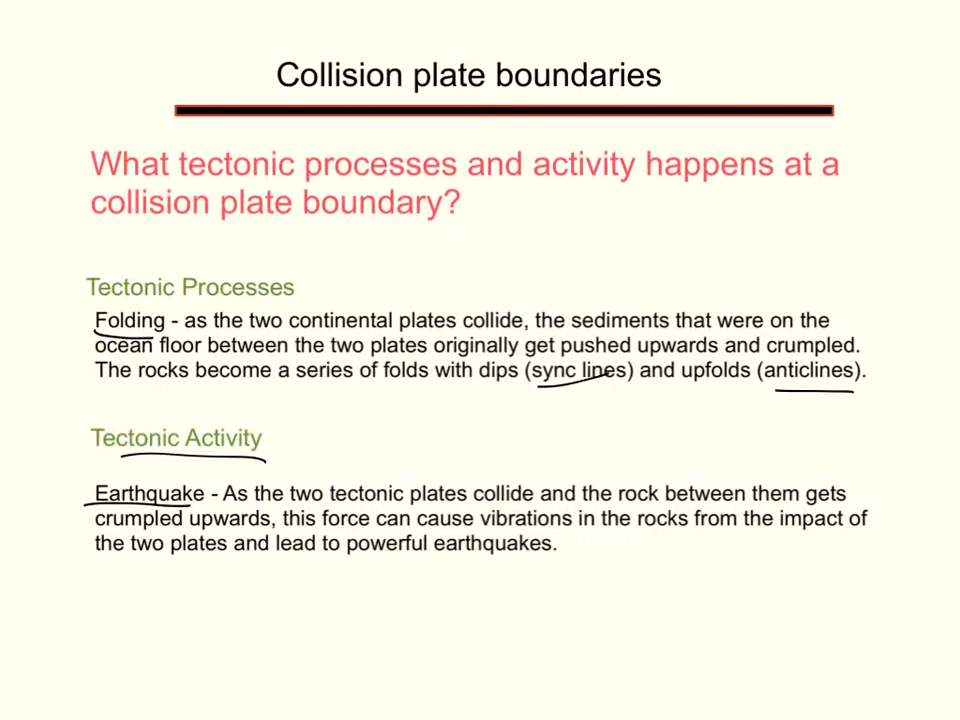 Collision plate boundaries
What tectonic processes and activity happens at a
collision plate boundary?
Tectonic Processes
Folding - as the two continental plates collide, the sediments that were on the
ocean floor between the two plates originally get pushed upwards and crumpled.
The rocks become a series of folds with dips (sync lines) and upfolds (anticlines).
Tectonic Activity
Earthquake - As the two tectonic plates collide and the rock between them gets
crumpled upwards, this force can cause vibrations in the rocks from the impact of
the two plates and lead to powerful earthquakes.